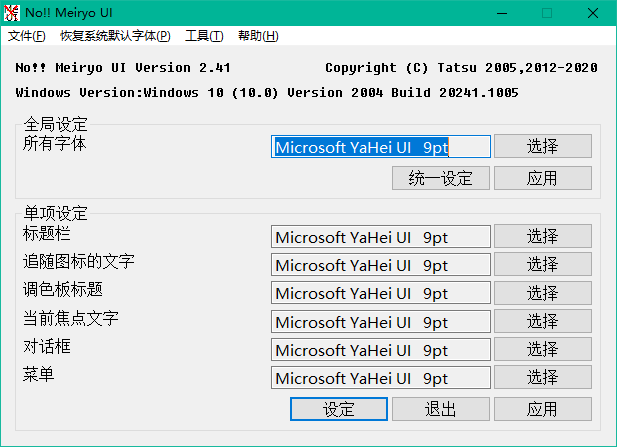 No!! Meiryo UI
文件(F) 恢复系统默认字体(P) 工具(T) 帮助(H)
No!! Meiryo UI Version 2.41 Copyright (C) Tatsu 2005,2012-2020
Windows Version:Windows 10 (10.0) Version 2004 Build 20241.1005
全局设定
所有字体 Microsoft YaHei UI 9pt 选择
统一设定 应用
单项设定
标题栏 Microsoft YaHei UI 9pt 选择
追随图标的文字 Microsoft YaHei UI 9pt 选择
调色板标题 Microsoft YaHei UI 9pt 选择
当前焦点文字 Microsoft YaHei UI 9pt 选择
对话框 Microsoft YaHei UI 9pt 选择
菜单 Microsoft YaHei UI 9pt 选择
设定 退出 应用